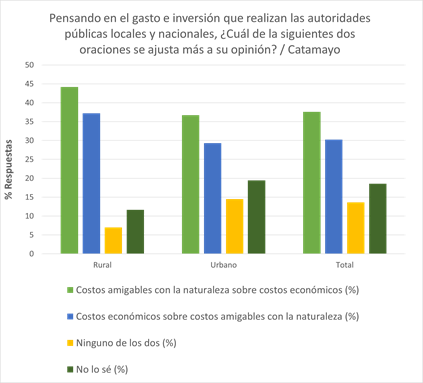 Pensando en el gasto e inversión que realizan las autoridades
públicas locales y nacionales, ¿Cuál de la siguientes dos
oraciones se ajusta más a su opinión? / Catamayo
% Respuestas
50
45
40
35
30
25
20
15
10
5
0
Rural Urbano Total
Costos amigables con la naturaleza sobre costos económicos (%)
Costos económicos sobre costos amigables con la naturaleza (%)
Ninguno de los dos (%)
No lo sé (%)